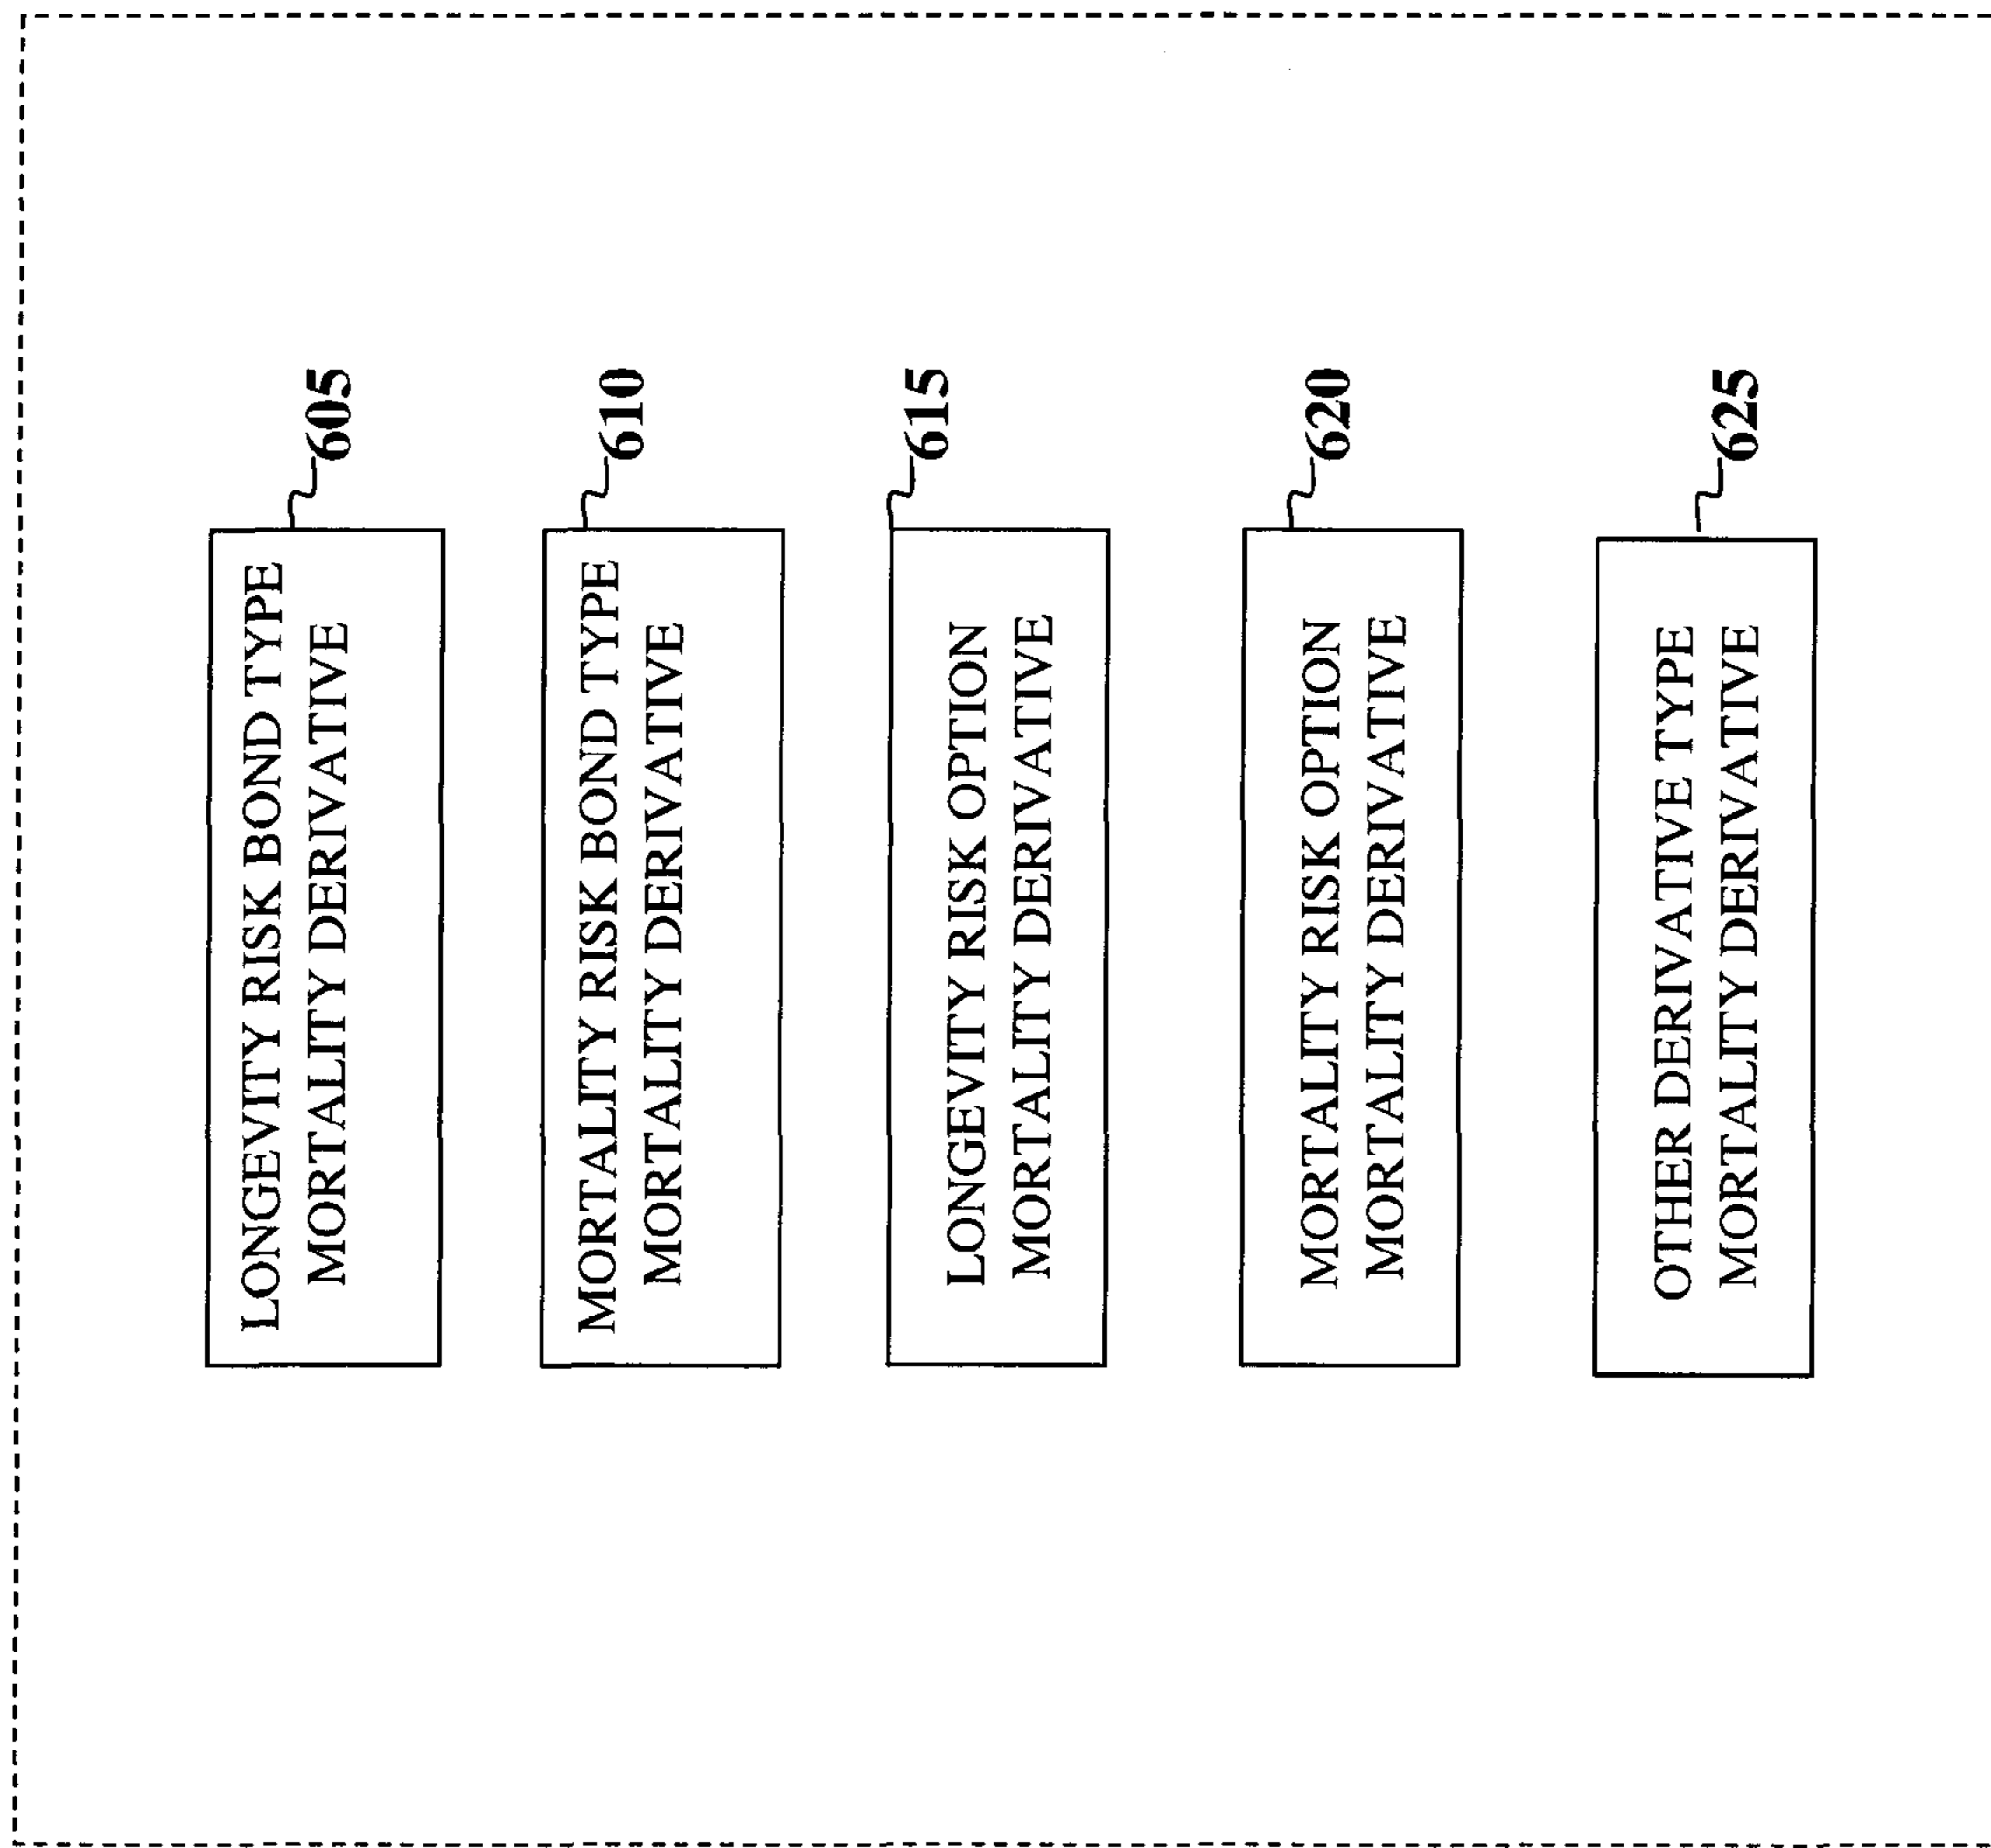 LONGEVITY RISK BOND TYPE
MORTALITY DERIVATIVE
605
MORTALITY RISK BOND TYPE
MORTALITY DERIVATIVE
610
LONGEVITY RISK OPTION
MORTALITY DERIVATIVE
615
MORTALITY RISK OPTION
MORTALITY DERIVATIVE
620
OTHER DERIVATIVE TYPE
MORTALITY DERIVATIVE
625